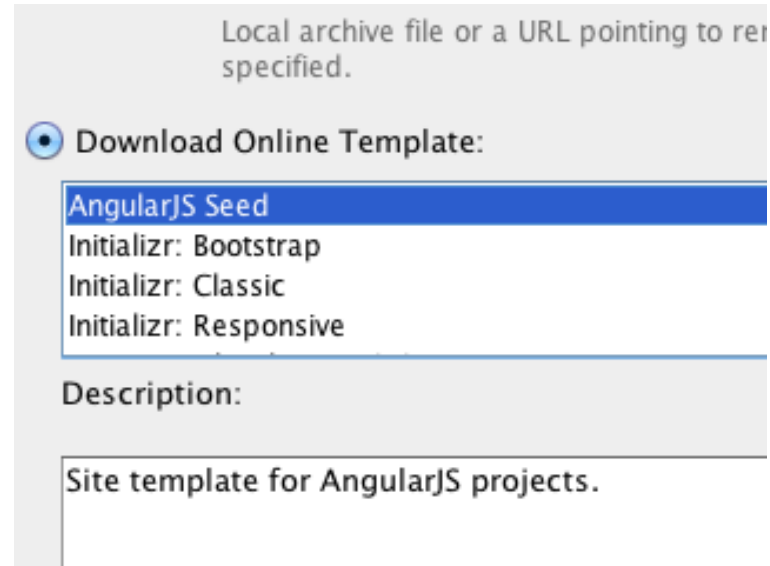 Local archive file or a URL pointing to
specified.
Download Online Template:
AngularJS Seed
Initializr: Bootstrap
Initializr: Classic
Initializr: Responsive
Description:
Site template for AngularJS projects.